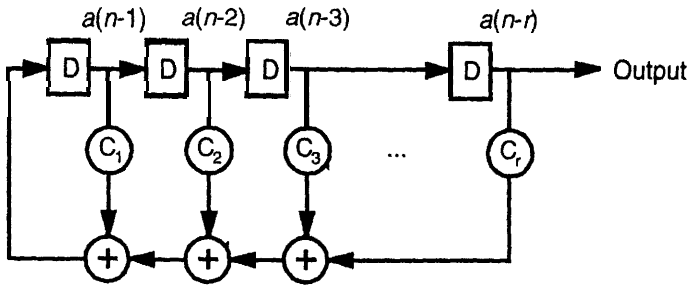 a(n-1) a(n-2) a(n-3) a(n-r)
D D D D Output
C₁ C₂ C₃ ... Cᵣ
+ + +